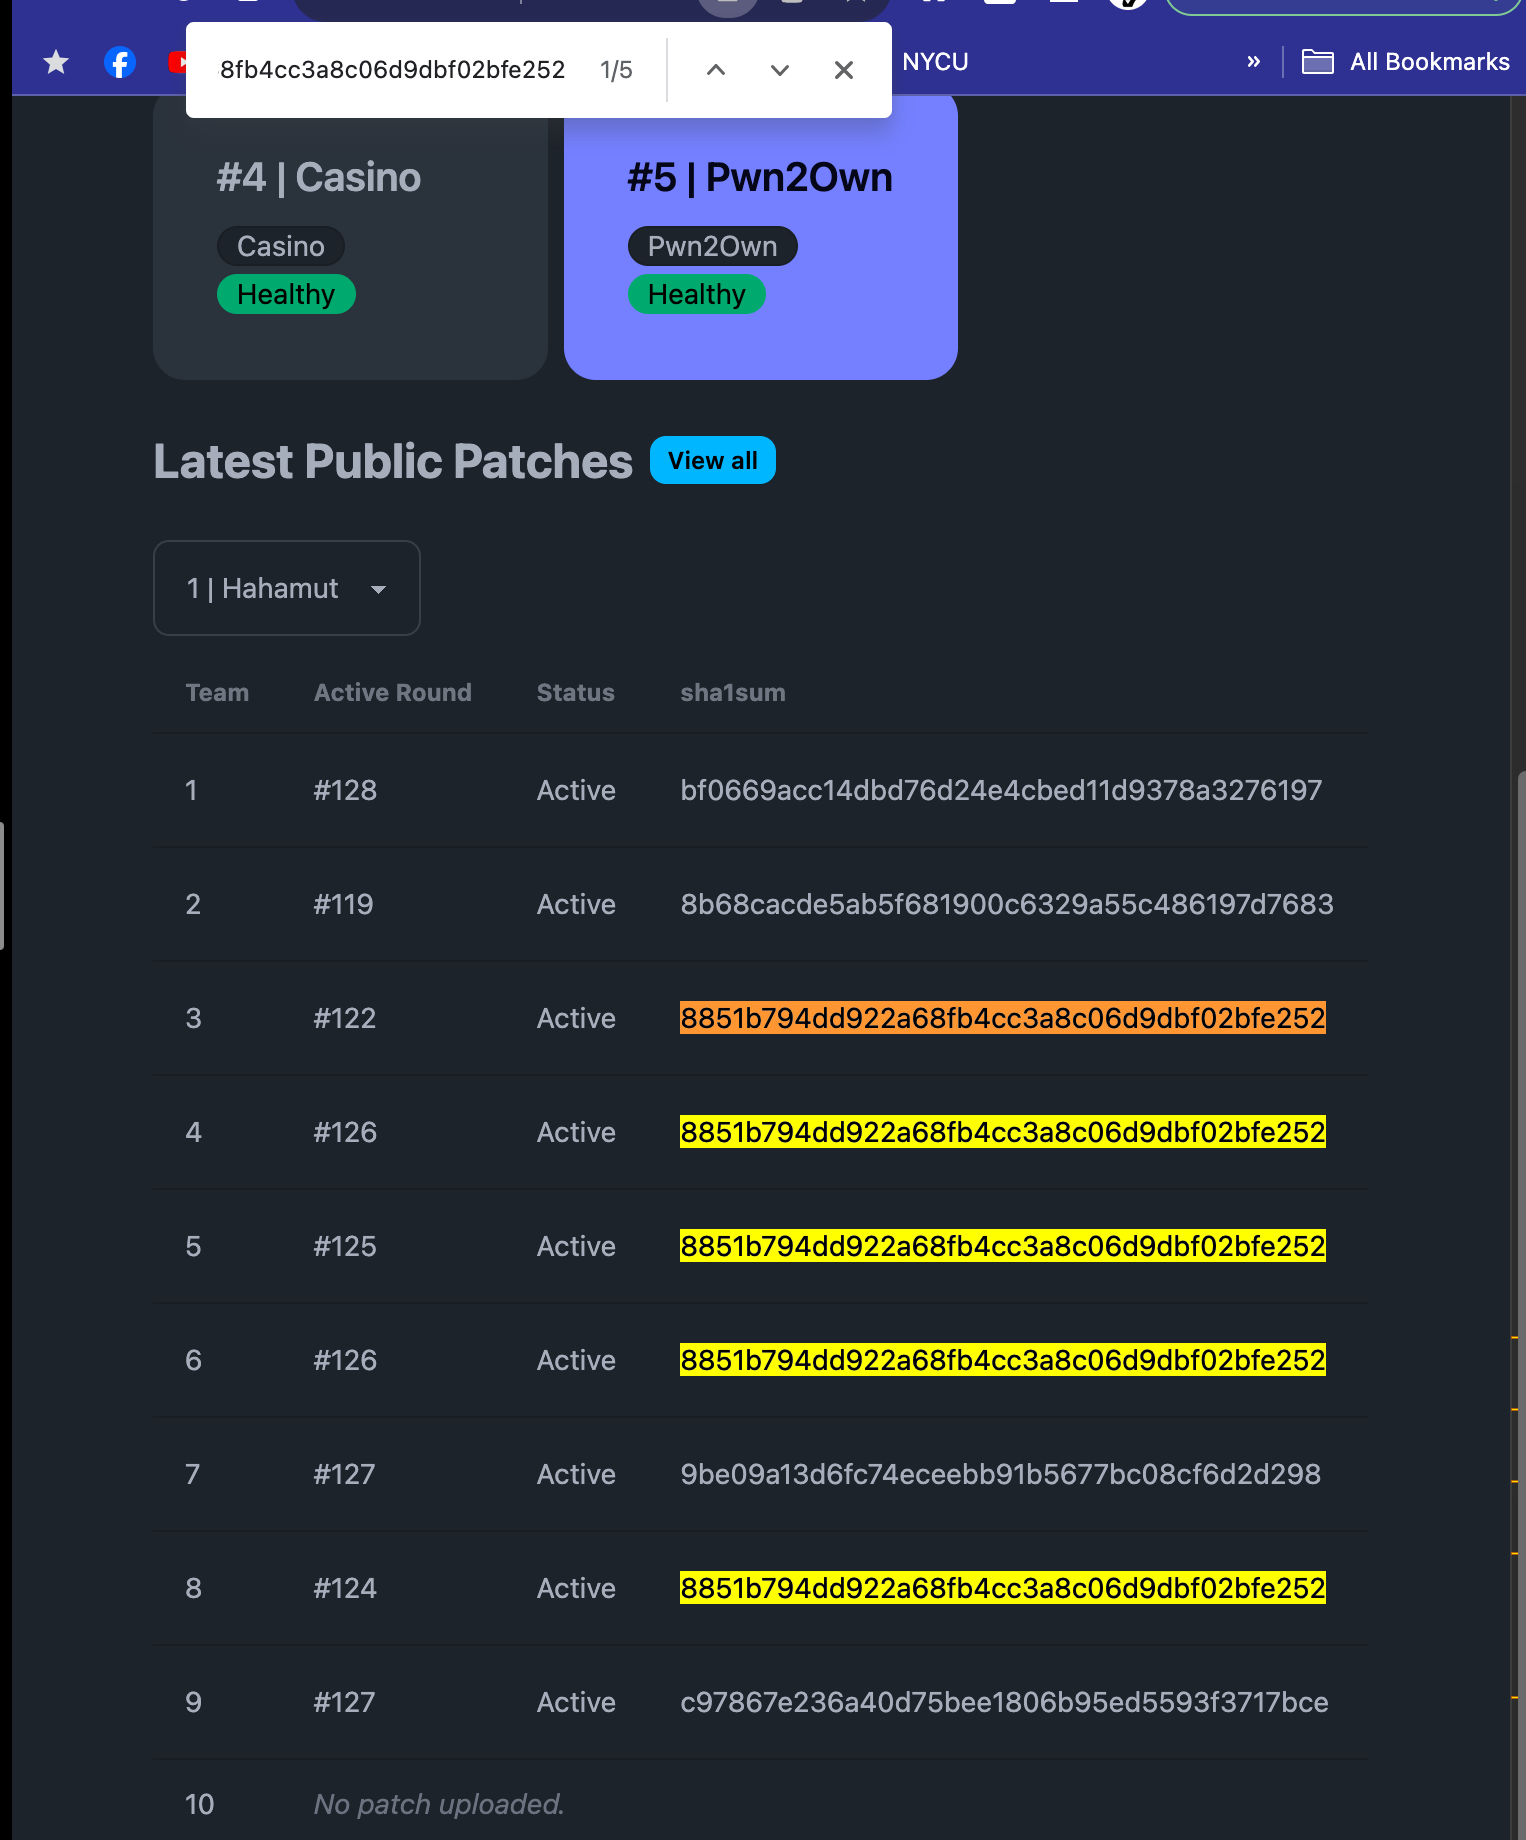 8fb4cc3a8c06d9dbf02bfe252 1/5
NYCU » All Bookmarks
#4 | Casino
Casino
Healthy
#5 | Pwn2Own
Pwn2Own
Healthy
Latest Public Patches View all
1 | Hahamut
Team Active Round Status sha1sum
1 #128 Active bf0669acc14dbd76d24e4cbed11d9378a3276197
2 #119 Active 8b68cacde5ab5f681900c6329a55c486197d7683
3 #122 Active 8851b794dd922a68fb4cc3a8c06d9dbf02bfe252
4 #126 Active 8851b794dd922a68fb4cc3a8c06d9dbf02bfe252
5 #125 Active 8851b794dd922a68fb4cc3a8c06d9dbf02bfe252
6 #126 Active 8851b794dd922a68fb4cc3a8c06d9dbf02bfe252
7 #127 Active 9be09a13d6fc74eceebb91b5677bc08cf6d2d298
8 #124 Active 8851b794dd922a68fb4cc3a8c06d9dbf02bfe252
9 #127 Active c97867e236a40d75bee1806b95ed5593f3717bce
10 No patch uploaded.